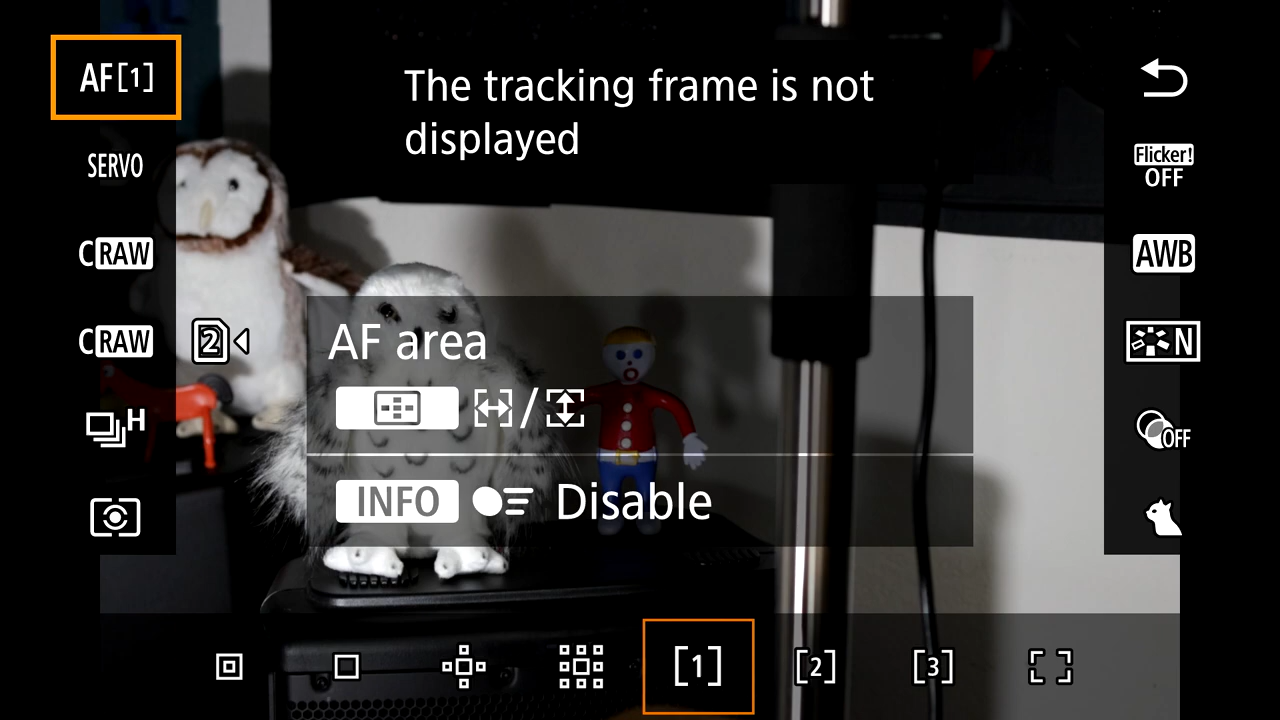 AF[1]
The tracking frame is not
displayed
SERVO
Flicker!
OFF
C RAW
AWB
C RAW
2
N
AF area
/
H
OFF
INFO Disable
[1]
[2]
[3]